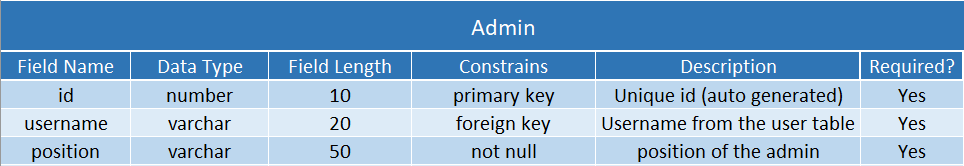 Admin
Field Name Data Type Field Length Constrains Description Required?
id number 10 primary key Unique id (auto generated) Yes
username varchar 20 foreign key Username from the user table Yes
position varchar 50 not null position of the admin Yes